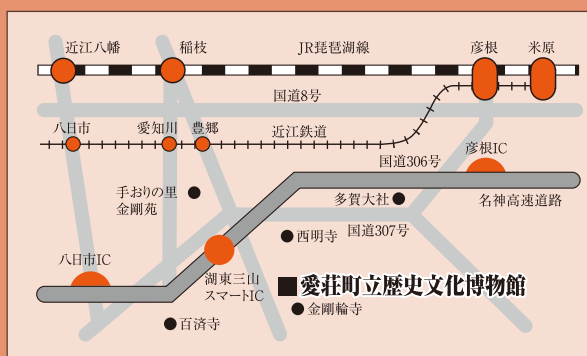 近江八幡
稲枝
JR琵琶湖線
彦根
米原
国道8号
八日市
愛知川
豊郷
近江鉄道
彦根IC
国道306号
手おりの里
金剛苑
多賀大社
名神高速道路
西明寺
国道307号
八日市IC
湖東三山
スマートIC
愛荘町立歴史文化博物館
金剛輪寺
百済寺